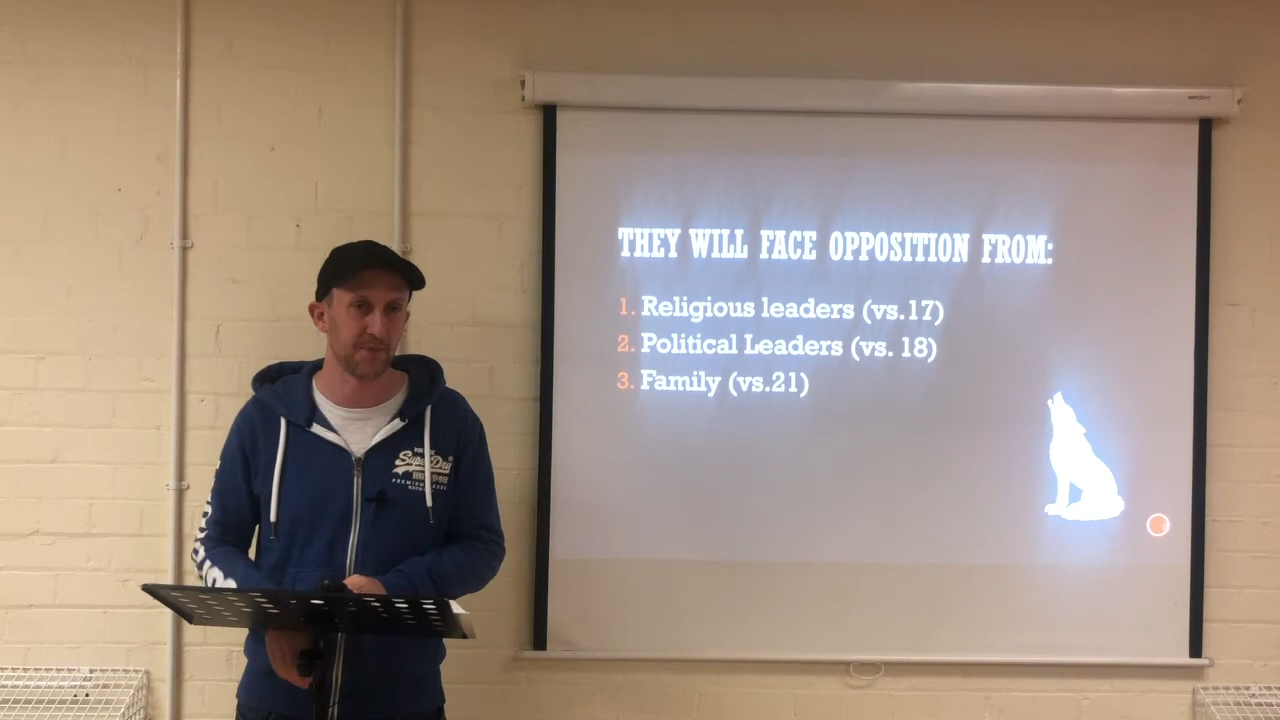 THEY WILL FACE OPPOSITION FROM:
1. Religious leaders (vs.17)
2. Political Leaders (vs. 18)
3. Family (vs.21)
SuperDry